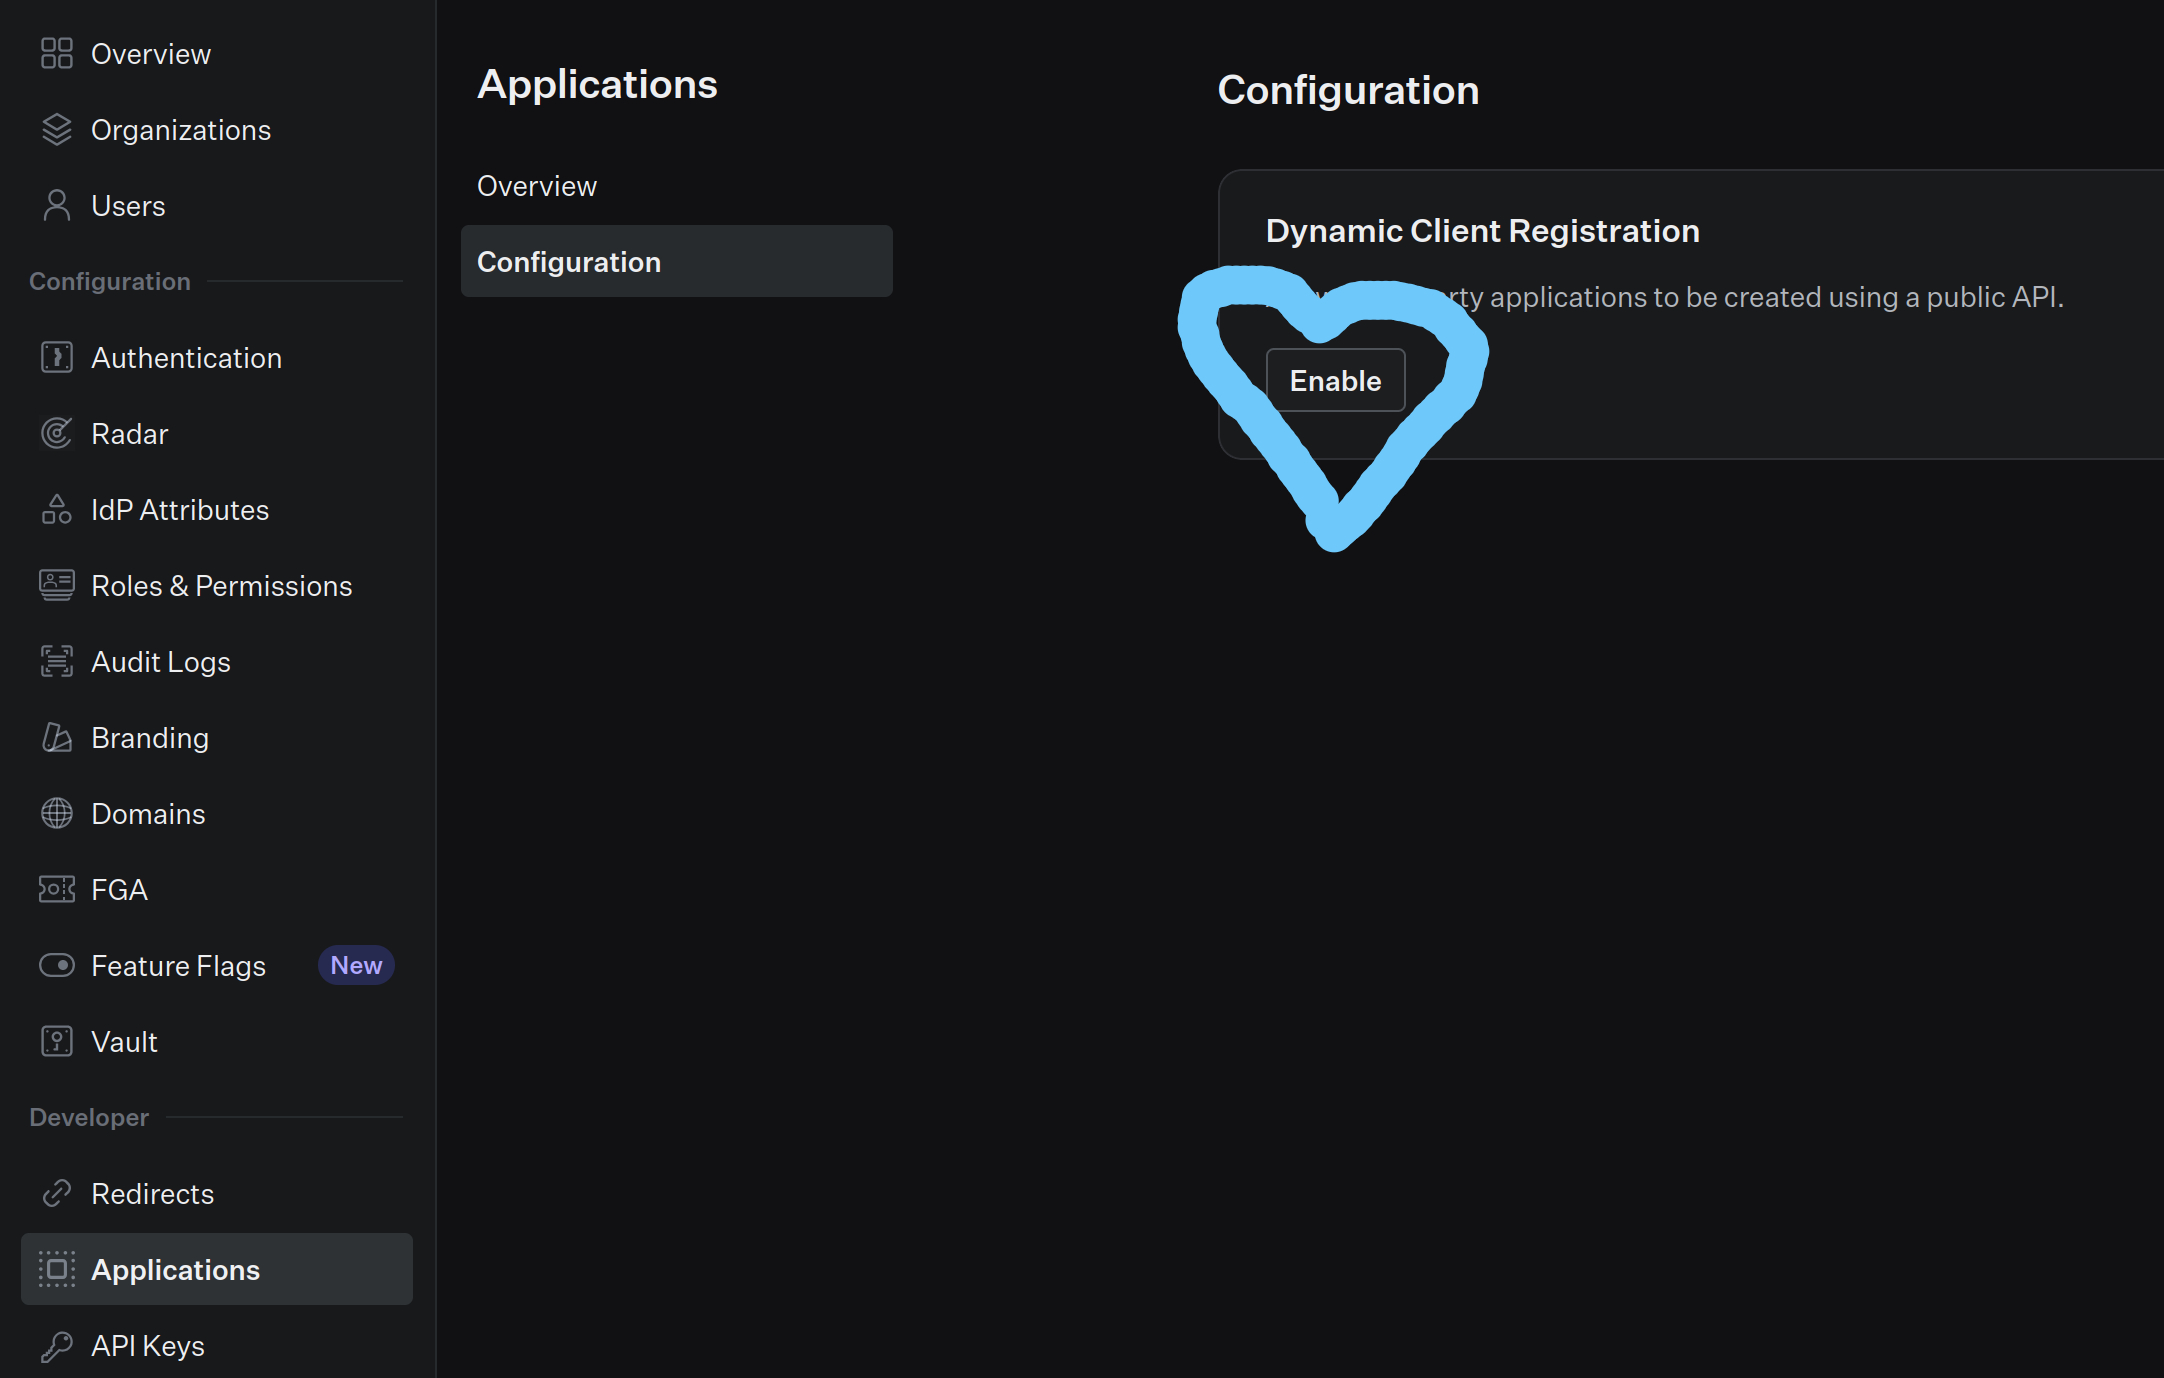 Overview
Organizations
Users
Configuration
Authentication
Radar
IdP Attributes
Roles & Permissions
Audit Logs
Branding
Domains
FGA
Feature Flags New
Vault
Developer
Redirects
Applications
API Keys
Applications
Overview
Configuration
Configuration
Dynamic Client Registration
applications to be created using a public API.
Enable